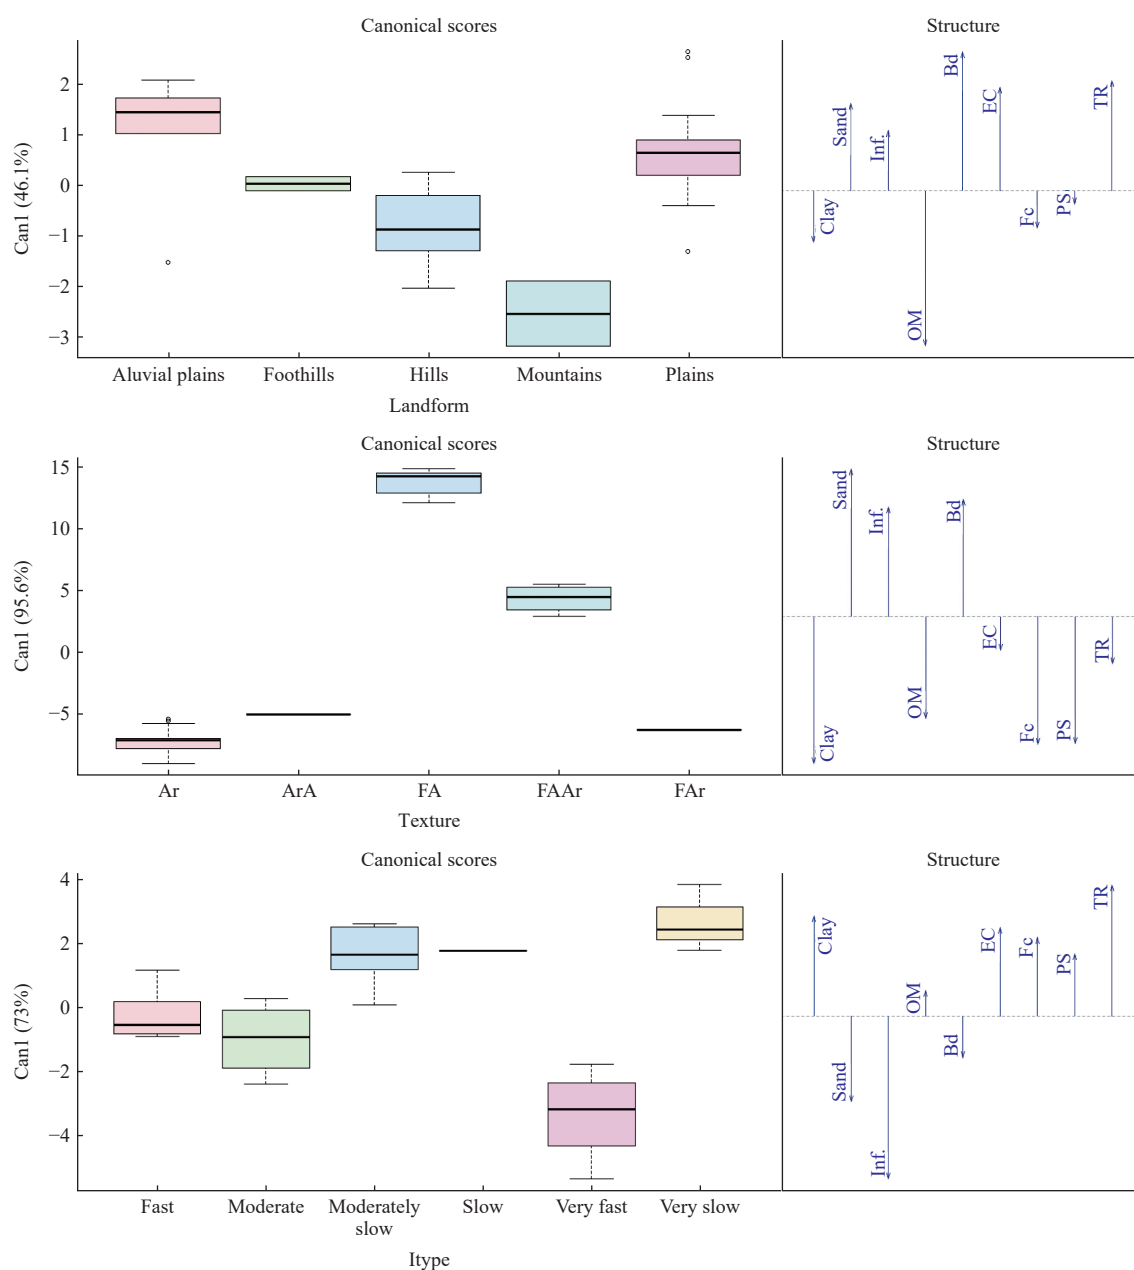 Canonical scores
Structure
Can1 (46.1%)
2
1
0
−1
−2
−3
Aluvial plains
Foothills
Hills
Mountains
Plains
Landform
Clay
Sand
Inf.
OM
Bd
EC
Fc
PS
TR
Canonical scores
Structure
Can1 (95.6%)
15
10
5
0
−5
Ar
ArA
FA
FAAr
FAr
Texture
Clay
Sand
Inf.
OM
Bd
EC
Fc
PS
TR
Canonical scores
Structure
Can1 (73%)
4
2
0
−2
−4
Fast
Moderate
Moderately
slow
Slow
Very fast
Very slow
Itype
Clay
Sand
Inf.
OM
Bd
EC
Fc
PS
TR